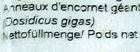 Anneaux d'encornet géant
(Dosidicus gigas)
Nettofüllmenge/ Poids net